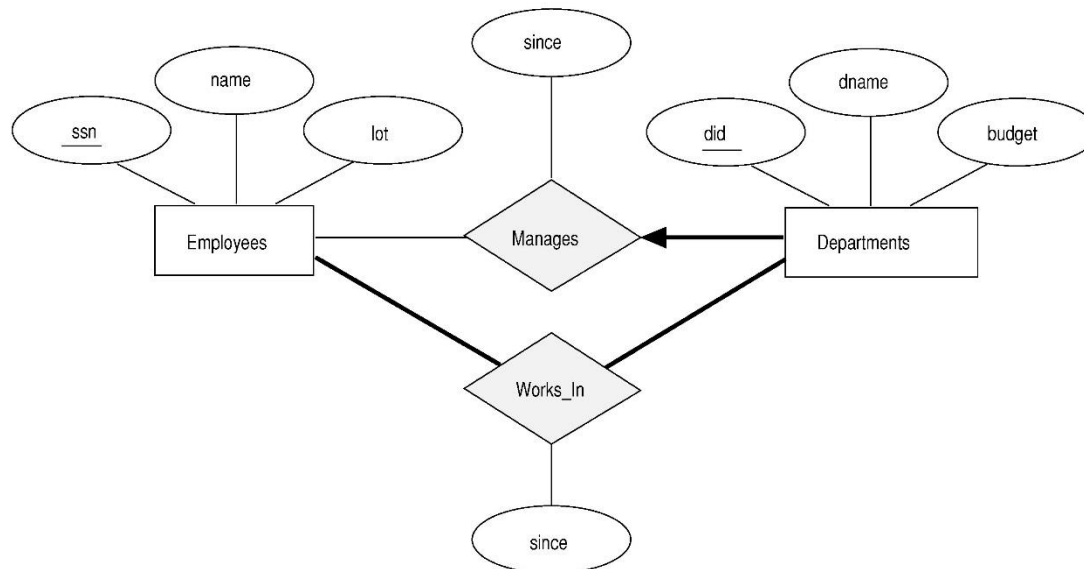 since
name
dname
ssn
lot
did
budget
Employees
Manages
Departments
Works_In
since